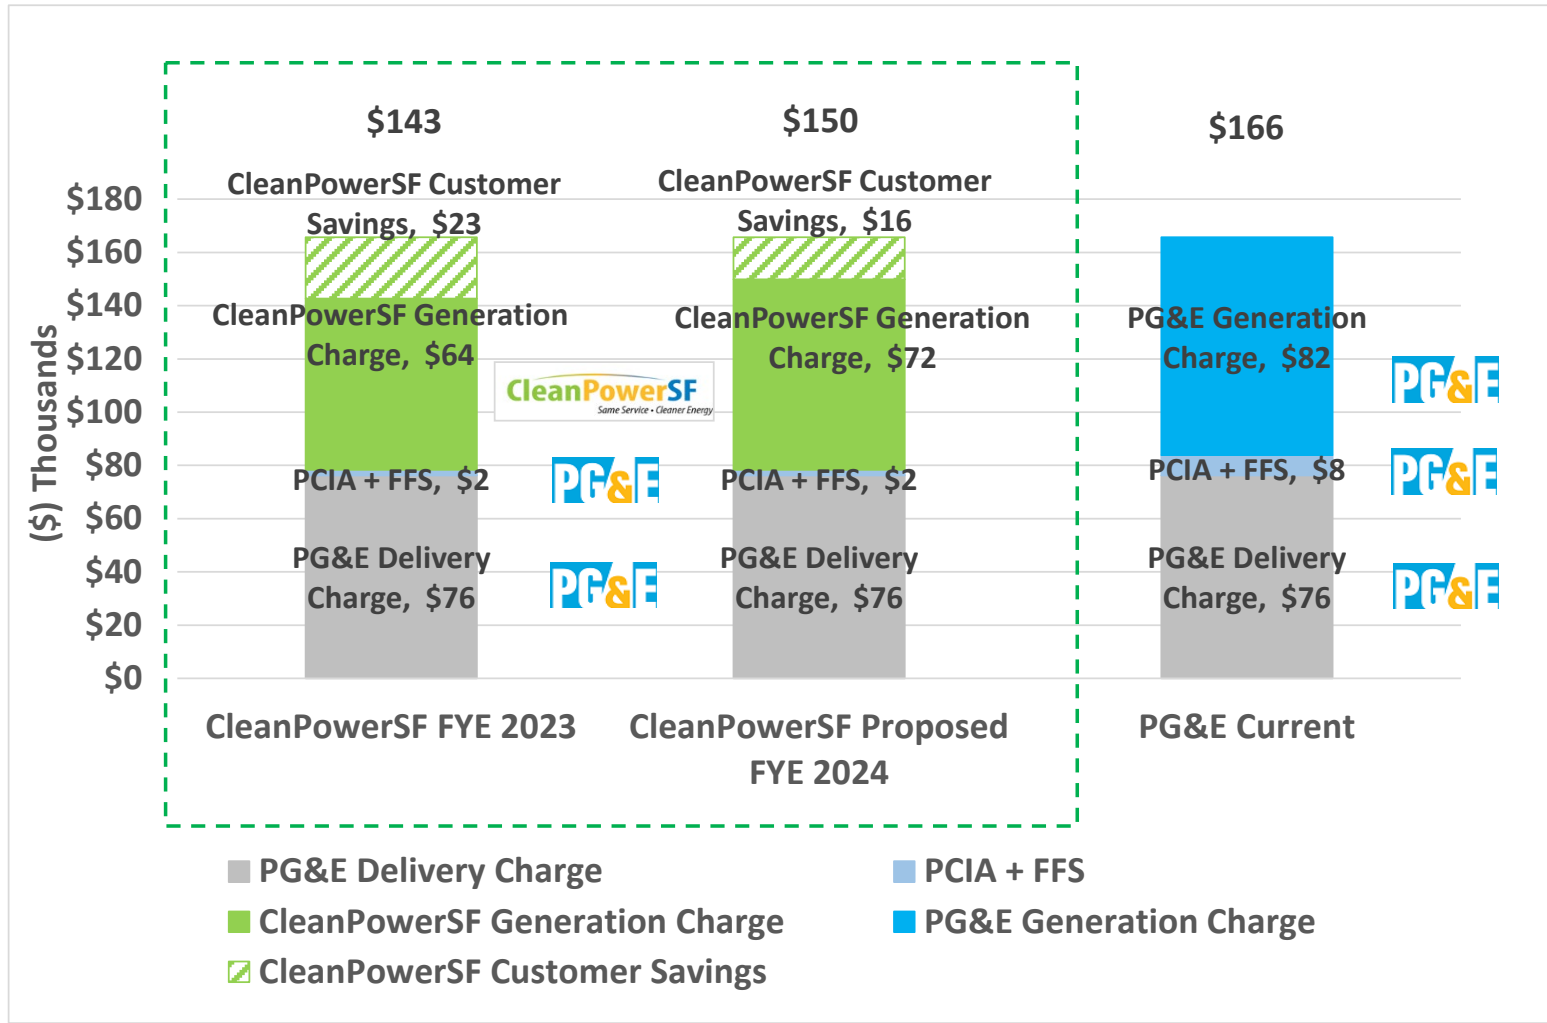 $143
$150
$166
CleanPowerSF Customer
Savings,  $23
CleanPowerSF Customer
Savings,  $16
$180
$160
$140
$120
$100
$80
$60
$40
$20
$0
($) Thousands
CleanPowerSF Generation
Charge,  $64
CleanPowerSF Generation
Charge,  $72
PG&E Generation
Charge,  $82
CleanPowerSF
Same Service • Cleaner Energy
PG&E
PCIA + FFS,  $2
PG&E
PCIA + FFS,  $2
PCIA + FFS,  $8
PG&E
PG&E Delivery
Charge,  $76
PG&E
PG&E Delivery
Charge,  $76
PG&E Delivery
Charge,  $76
PG&E
CleanPowerSF FYE 2023
CleanPowerSF Proposed
FYE 2024
PG&E Current
PG&E Delivery Charge
PCIA + FFS
CleanPowerSF Generation Charge
PG&E Generation Charge
CleanPowerSF Customer Savings